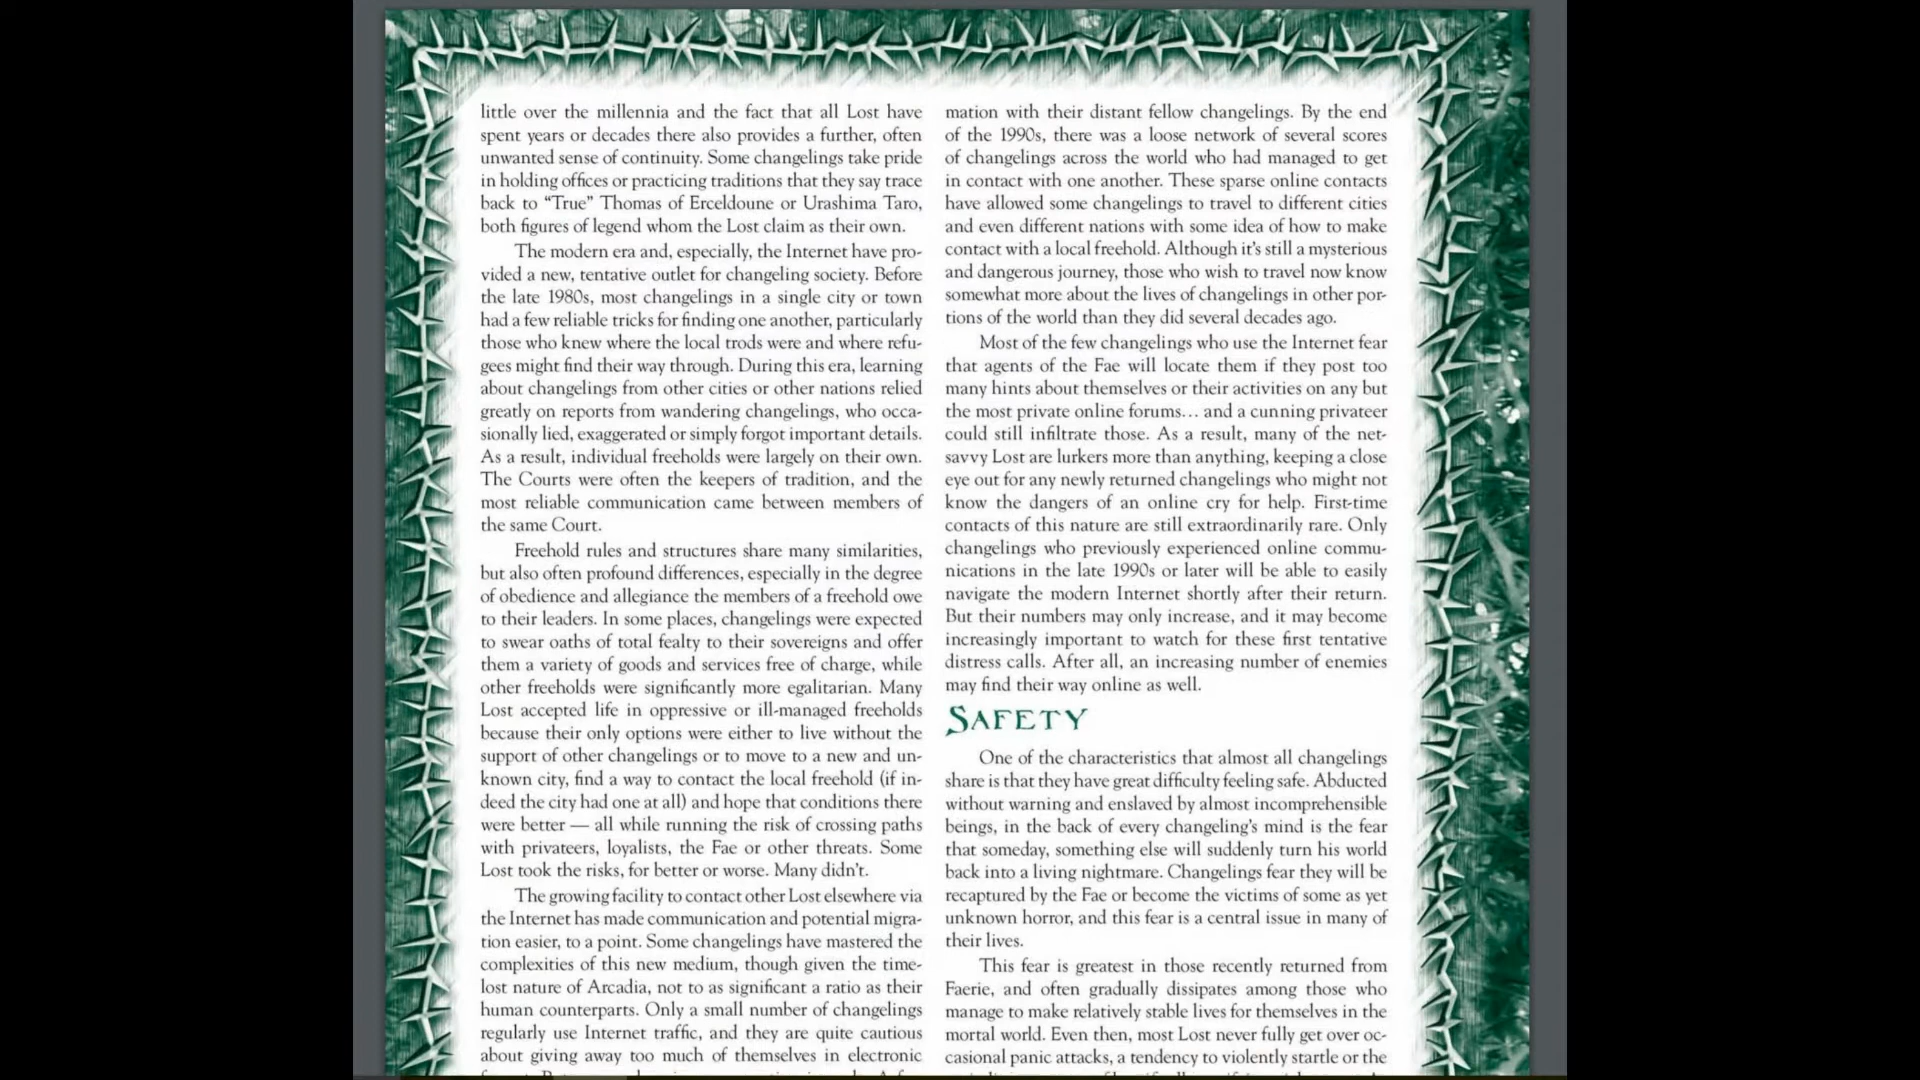 little over the millennia and the fact that all Lost have
spent years or decades there also provides a further, often
unwanted sense of continuity. Some changelings take pride
in holding offices or practicing traditions that they say trace
back to “True” Thomas of Erceldoune or Urashima Taro,
both figures of legend whom the Lost claim as their own.
The modern era and, especially, the Internet have pro-
vided a new, tentative outlet for changeling society. Before
the late 1980s, most changelings in a single city or town
had a few reliable tricks for finding one another, particularly
those who knew where the local trods were and where refu-
gees might find their way through. During this era, learning
about changelings from other cities or other nations relied
greatly on reports from wandering changelings, who occa-
sionally lied, exaggerated or simply forgot important details.
As a result, individual freeholds were largely on their own.
The Courts were often the keepers of tradition, and the
most reliable communication came between members of
the same Court.
Freehold rules and structures share many similarities,
but also often profound differences, especially in the degree
of obedience and allegiance the members of a freehold owe
to their leaders. In some places, changelings were expected
to swear oaths of total fealty to their sovereigns and offer
them a variety of goods and services free of charge, while
other freeholds were significantly more egalitarian. Many
Lost accepted life in oppressive or ill-managed freeholds
because their only options were either to live without the
support of other changelings or to move to a new and un-
known city, find a way to contact the local freehold (if in-
deed the city had one at all) and hope that conditions there
were better — all while running the risk of crossing paths
with privateers, loyalists, the Fae or other threats. Some
Lost took the risks, for better or worse. Many didn’t.
The growing facility to contact other Lost elsewhere via
the Internet has made communication and potential migra-
tion easier, to a point. Some changelings have mastered the
complexities of this new medium, though given the time-
lost nature of Arcadia, not to as significant a ratio as their
human counterparts. Only a small number of changelings
regularly use Internet traffic, and they are quite cautious
about giving away too much of themselves in electronic
mation with their distant fellow changelings. By the end
of the 1990s, there was a loose network of several scores
of changelings across the world who had managed to get
in contact with one another. These sparse online contacts
have allowed some changelings to travel to different cities
and even different nations with some idea of how to make
contact with a local freehold. Although it’s still a mysterious
and dangerous journey, those who wish to travel now know
somewhat more about the lives of changelings in other por-
tions of the world than they did several decades ago.
Most of the few changelings who use the Internet fear
that agents of the Fae will locate them if they post too
many hints about themselves or their activities on any but
the most private online forums… and a cunning privateer
could still infiltrate those. As a result, many of the net-
savvy Lost are lurkers more than anything, keeping a close
eye out for any newly returned changelings who might not
know the dangers of an online cry for help. First-time
contacts of this nature are still extraordinarily rare. Only
changelings who previously experienced online commu-
nications in the late 1990s or later will be able to easily
navigate the modern Internet shortly after their return.
But their numbers may only increase, and it may become
increasingly important to watch for these first tentative
distress calls. After all, an increasing number of enemies
may find their way online as well.
SAFETY
One of the characteristics that almost all changelings
share is that they have great difficulty feeling safe. Abducted
without warning and enslaved by almost incomprehensible
beings, in the back of every changeling’s mind is the fear
that someday, something else will suddenly turn his world
back into a living nightmare. Changelings fear they will be
recaptured by the Fae or become the victims of some as yet
unknown horror, and this fear is a central issue in many of
their lives.
This fear is greatest in those recently returned from
Faerie, and often gradually dissipates among those who
manage to make relatively stable lives for themselves in the
mortal world. Even then, most Lost never fully get over oc-
casional panic attacks, a tendency to violently startle or the